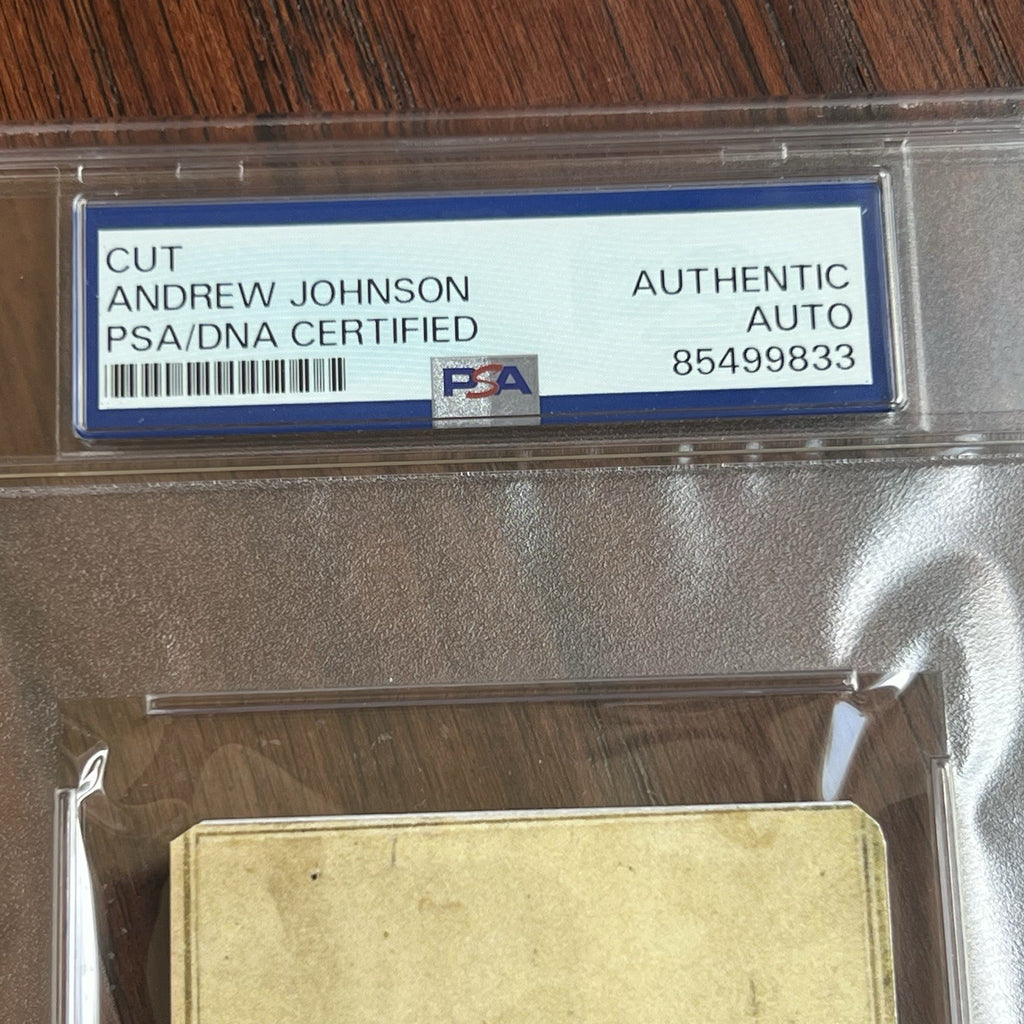 CUT
ANDREW JOHNSON
PSA/DNA CERTIFIED
AUTHENTIC
AUTO
85499833
PSA